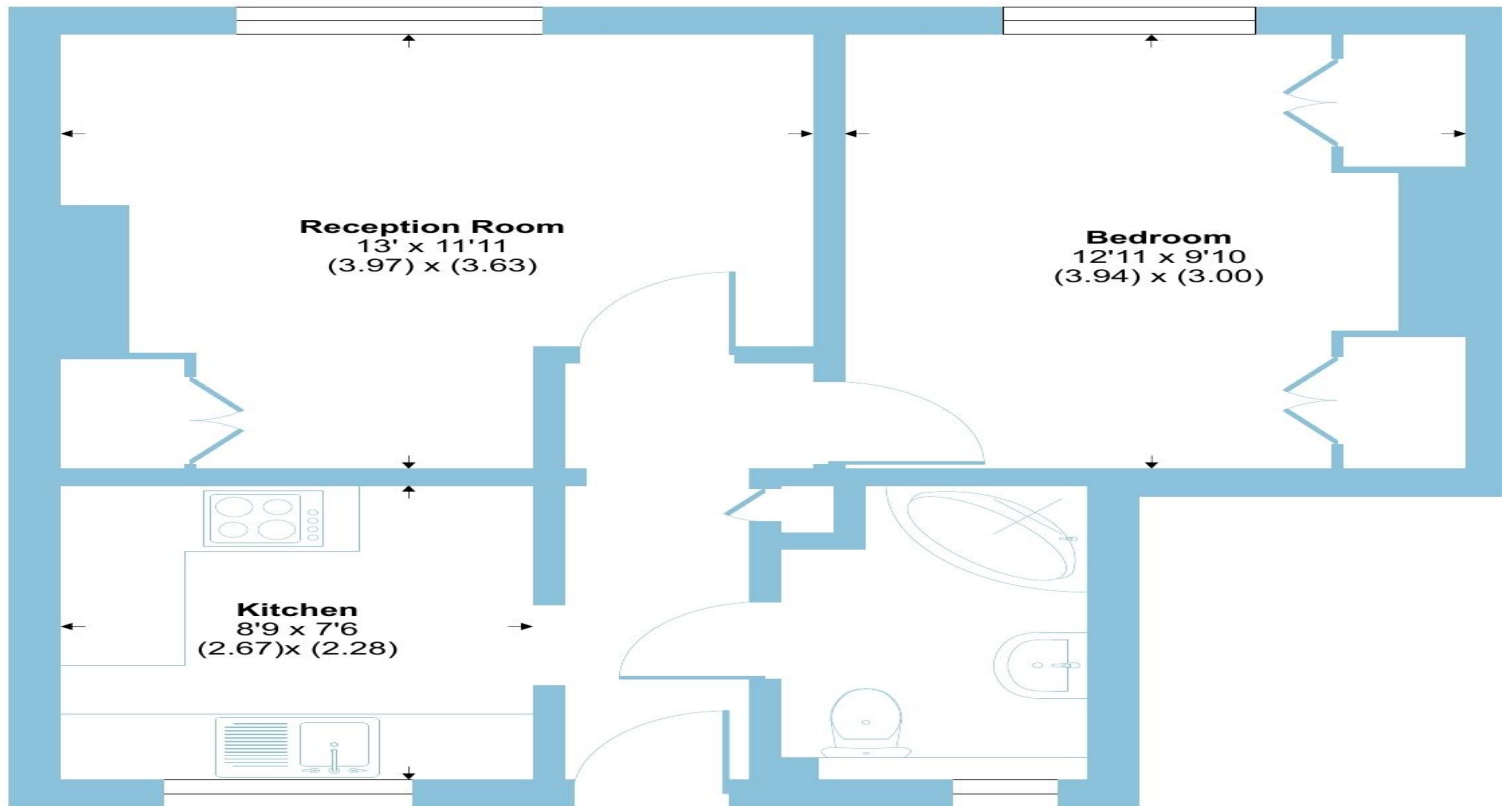 Reception Room
13' x 11'11
(3.97) x (3.63)
Bedroom
12'11 x 9'10
(3.94) x (3.00)
Kitchen
8'9 x 7'6
(2.67)x (2.28)